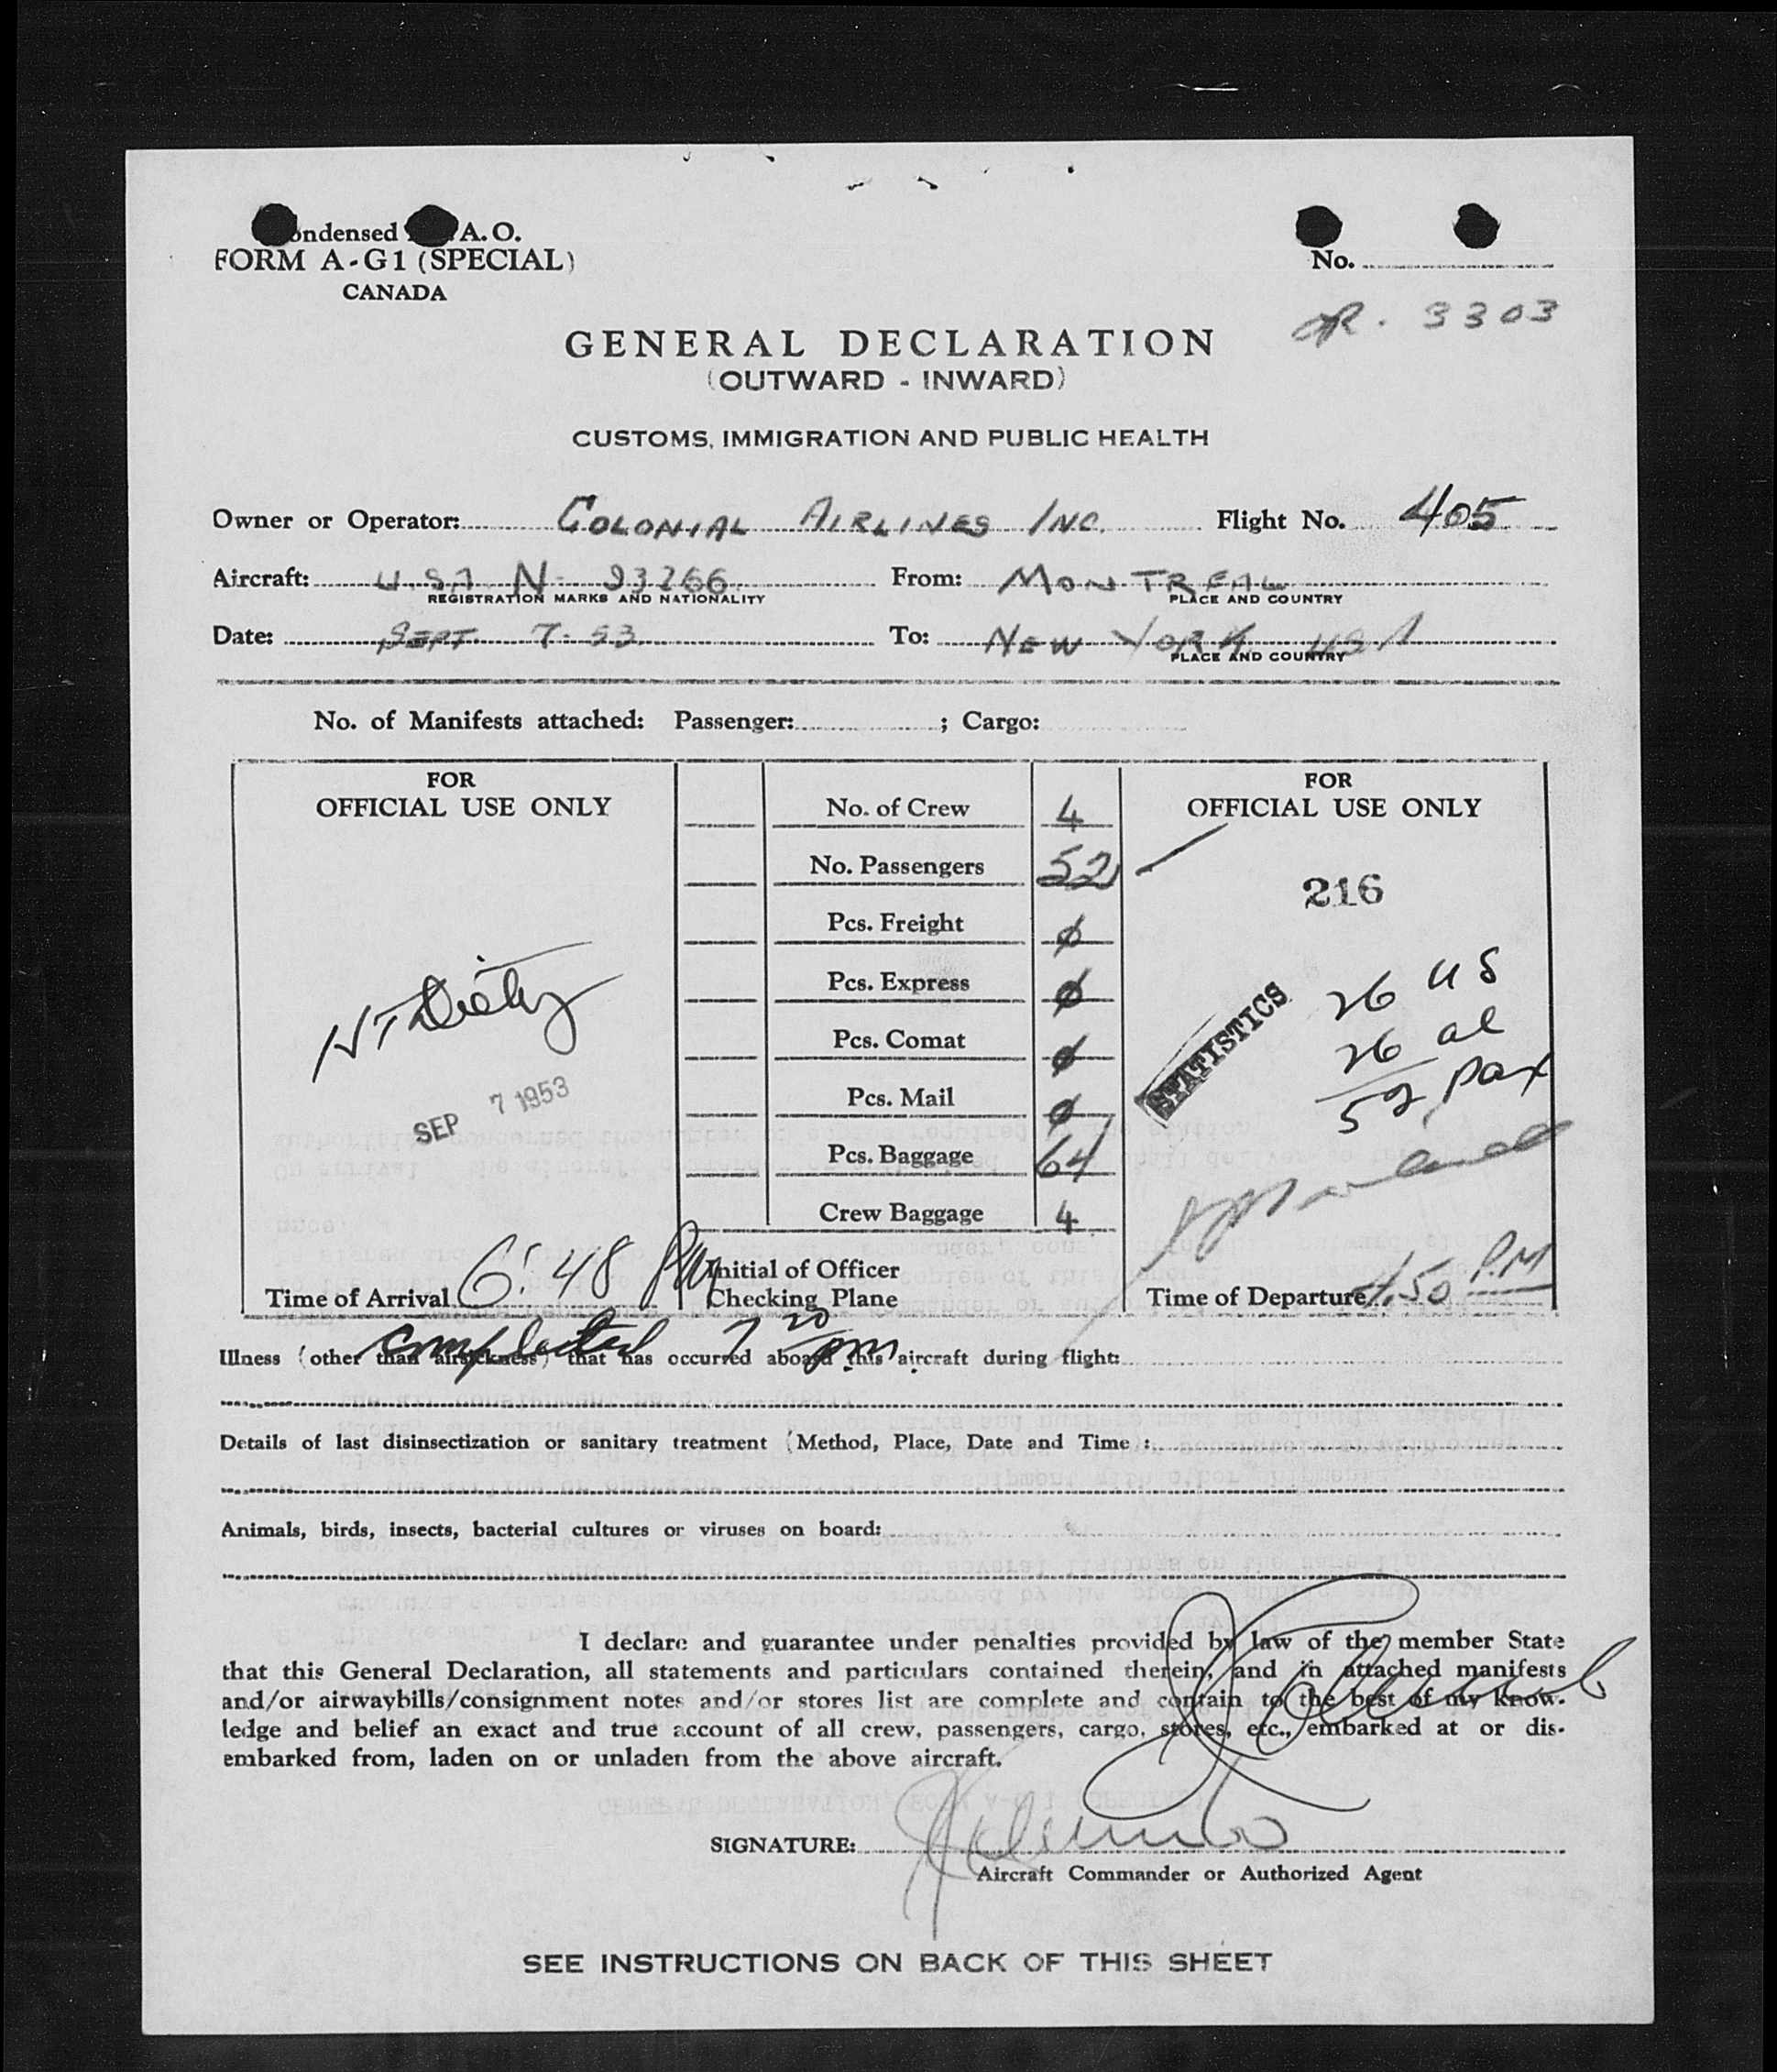 ondensed A.O.
FORM A-G1 (SPECIAL)
CANADA
No.
3303
GENERAL DECLARATION
(OUTWARD - INWARD)
CUSTOMS, IMMIGRATION AND PUBLIC HEALTH
Owner or Operator: COLONIAL AIRLINES INC. Flight No. 405
Aircraft: USA N- 93266 From: MONTREAL
REGISTRATION MARKS AND NATIONALITY PLACE AND COUNTRY
Date: SEPT 7-53 To: NEW YORK USA
PLACE AND COUNTRY
No. of Manifests attached: Passenger: ; Cargo:
FOR
OFFICIAL USE ONLY
SEP 7 1953
Time of Arrival 6:48 PM
No. of Crew 4
No. Passengers 52
Pcs. Freight ø
Pcs. Express ø
Pcs. Comat ø
Pcs. Mail ø
Pcs. Baggage 64
Crew Baggage 4
Initial of Officer
Checking Plane
FOR
OFFICIAL USE ONLY
216
STATISTICS
26 US
26 al
52 pax
Time of Departure 4.50 P.M
completed 7 20 pm
Illness (other than airsickness) that has occurred aboard this aircraft during flight:
Details of last disinsectization or sanitary treatment (Method, Place, Date and Time):
Animals, birds, insects, bacterial cultures or viruses on board:
I declare and guarantee under penalties provided by law of the member State
that this General Declaration, all statements and particulars contained therein, and in attached manifests
and/or airwaybills/consignment notes and/or stores list are complete and contain to the best of my know-
ledge and belief an exact and true account of all crew, passengers, cargo, stores, etc., embarked at or dis-
embarked from, laden on or unladen from the above aircraft.
SIGNATURE:
Aircraft Commander or Authorized Agent
SEE INSTRUCTIONS ON BACK OF THIS SHEET